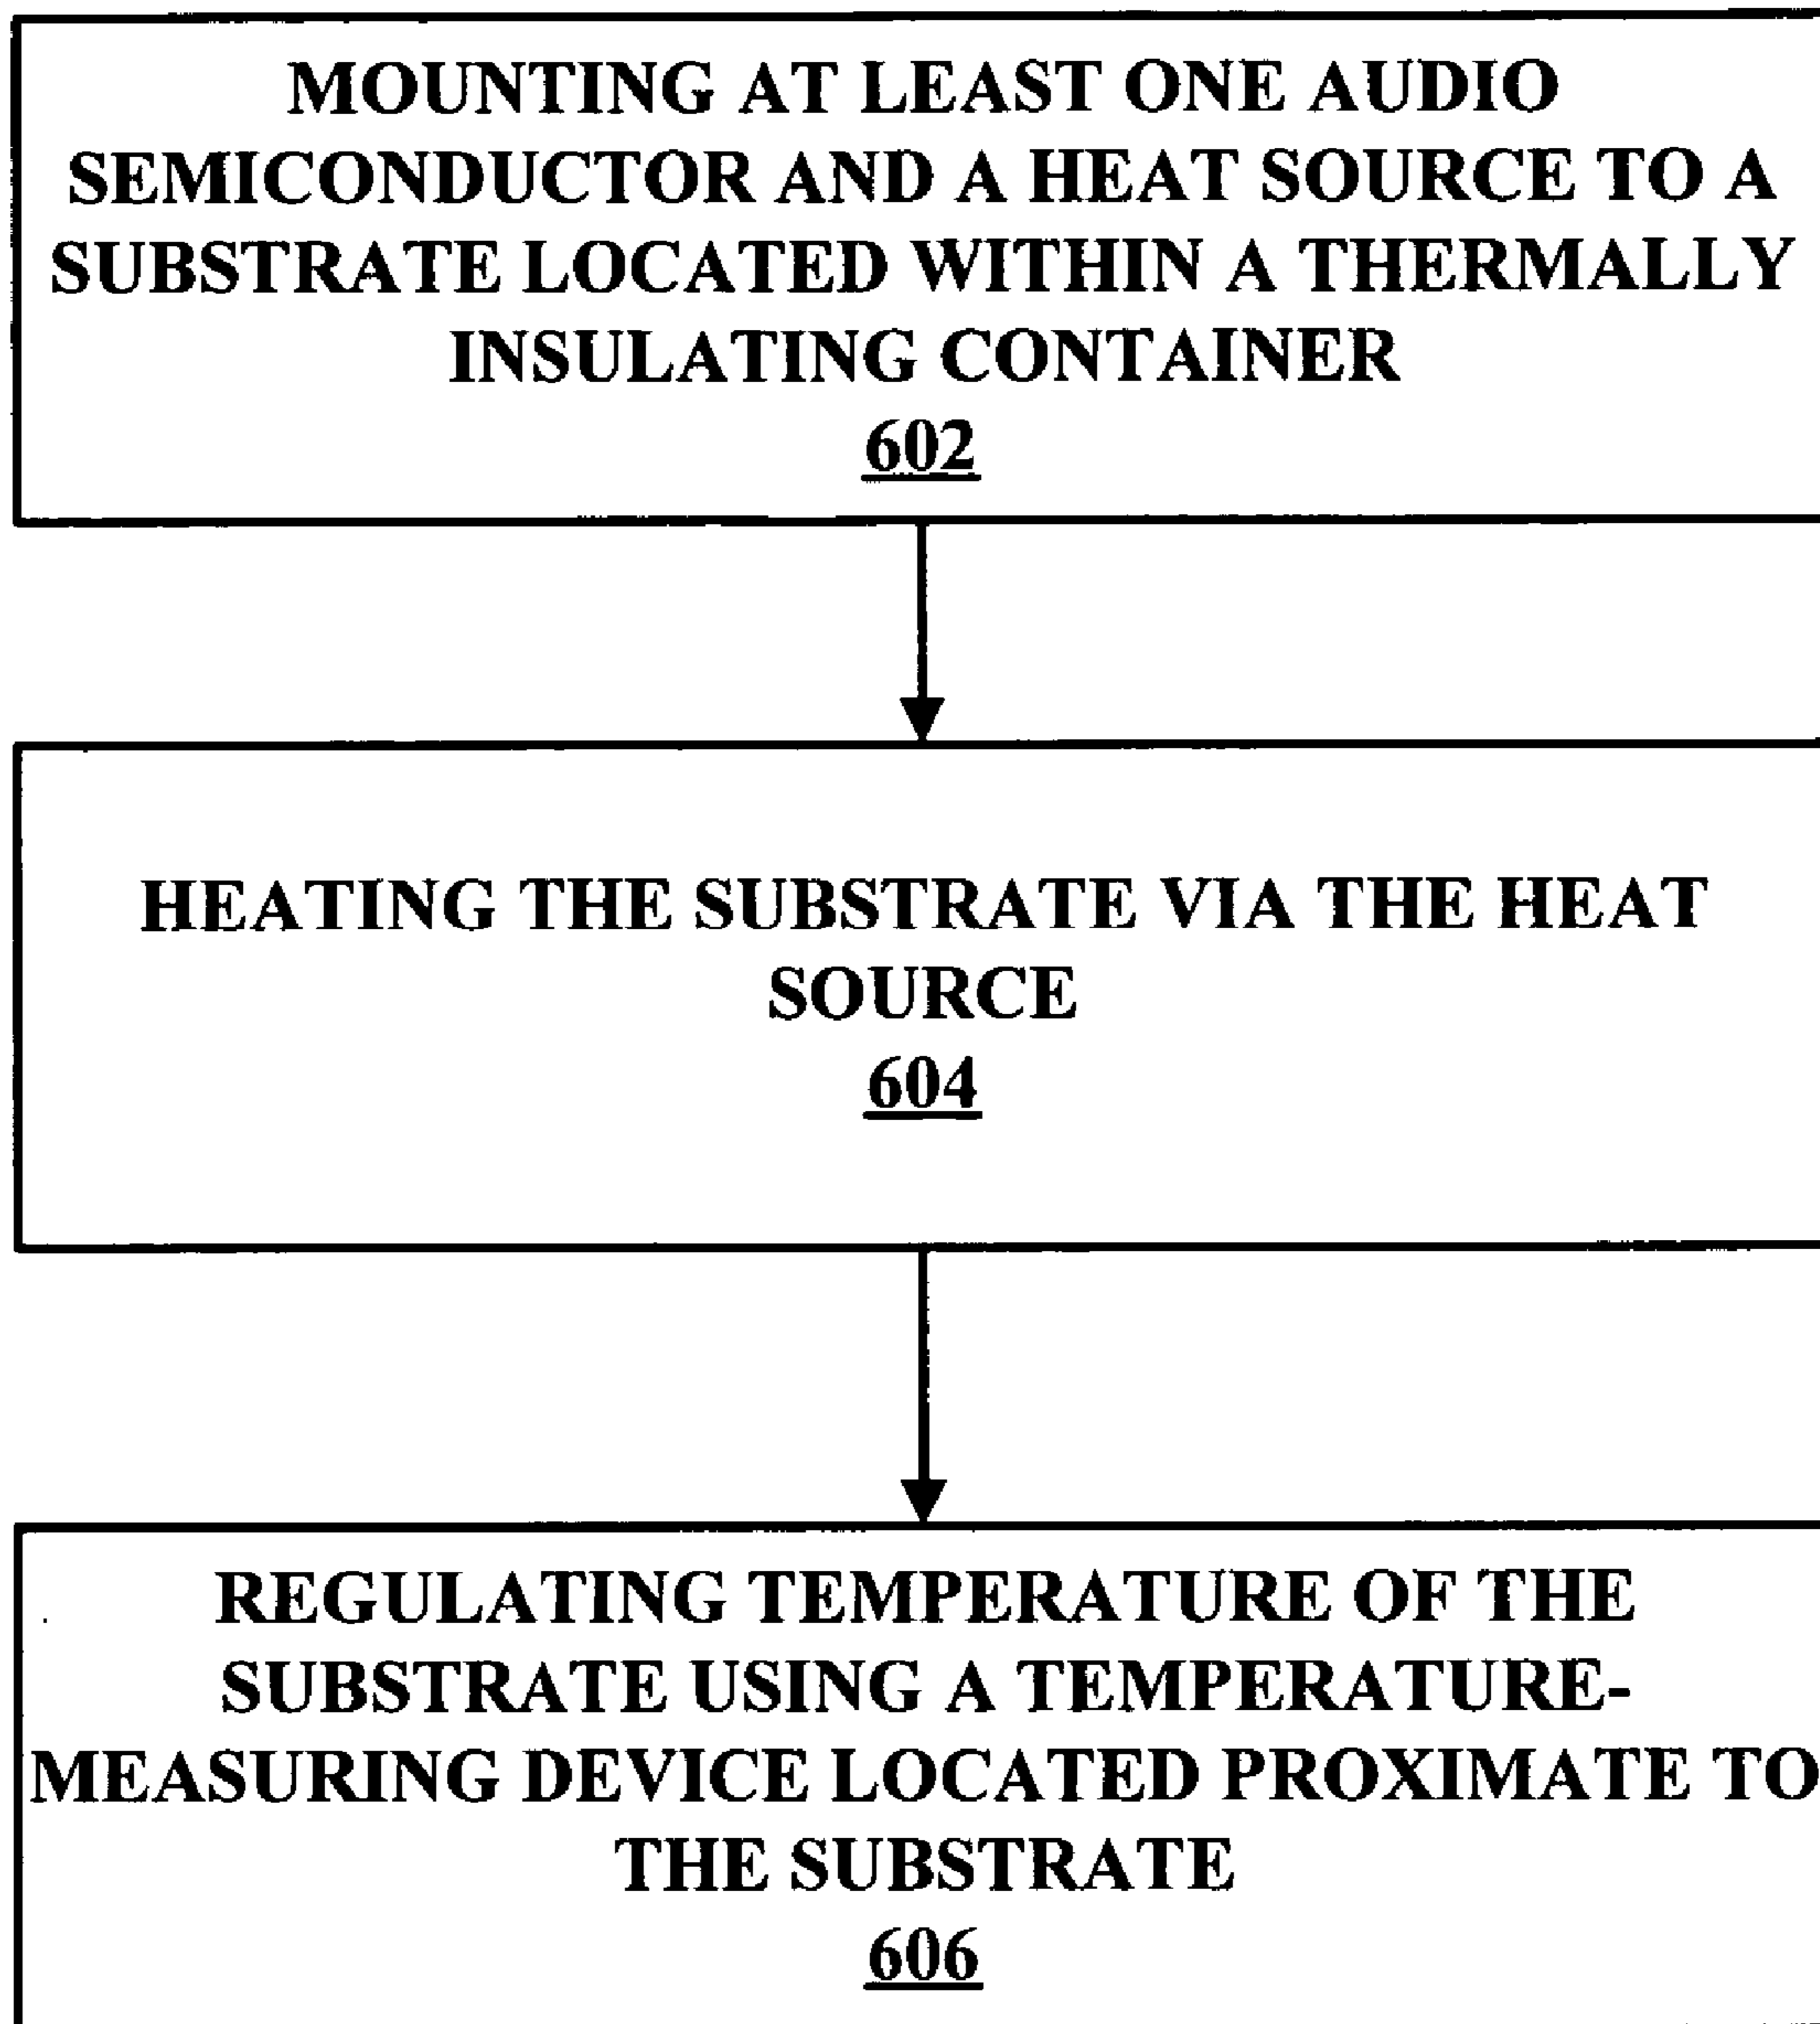 MOUNTING AT LEAST ONE AUDIO
SEMICONDUCTOR AND A HEAT SOURCE TO A
SUBSTRATE LOCATED WITHIN A THERMALLY
INSULATING CONTAINER
602
HEATING THE SUBSTRATE VIA THE HEAT
SOURCE
604
REGULATING TEMPERATURE OF THE
SUBSTRATE USING A TEMPERATURE-
MEASURING DEVICE LOCATED PROXIMATE TO
THE SUBSTRATE
606